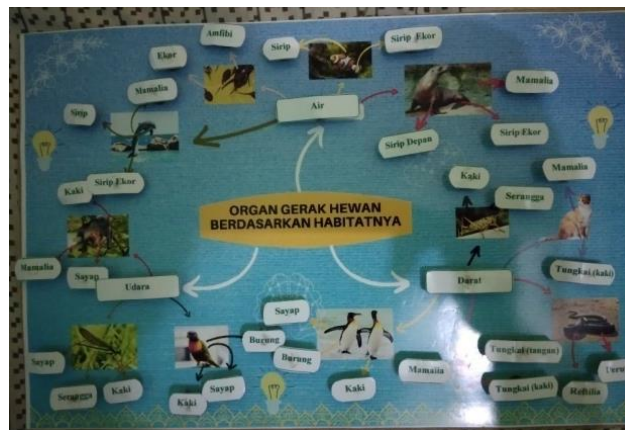 Amfibi
Ekor
Sirip
Sirip Ekor
Mamalia
Air
Mamalia
Sirip
Sirip Depan
Sirip Ekor
Kaki
Sirip Ekor
Kaki
Serangga
Mamalia
ORGAN GERAK HEWAN
BERDASARKAN HABITATNYA
Mamalia
Sayap
Udara
Darat
Tungkai (kaki)
Sayap
Burung
Burung
Tungkai (tangan)
Sayap
Serangga
Kaki
Kaki
Sayap
Kaki
Mamalia
Tungkai (kaki)
Reftilia